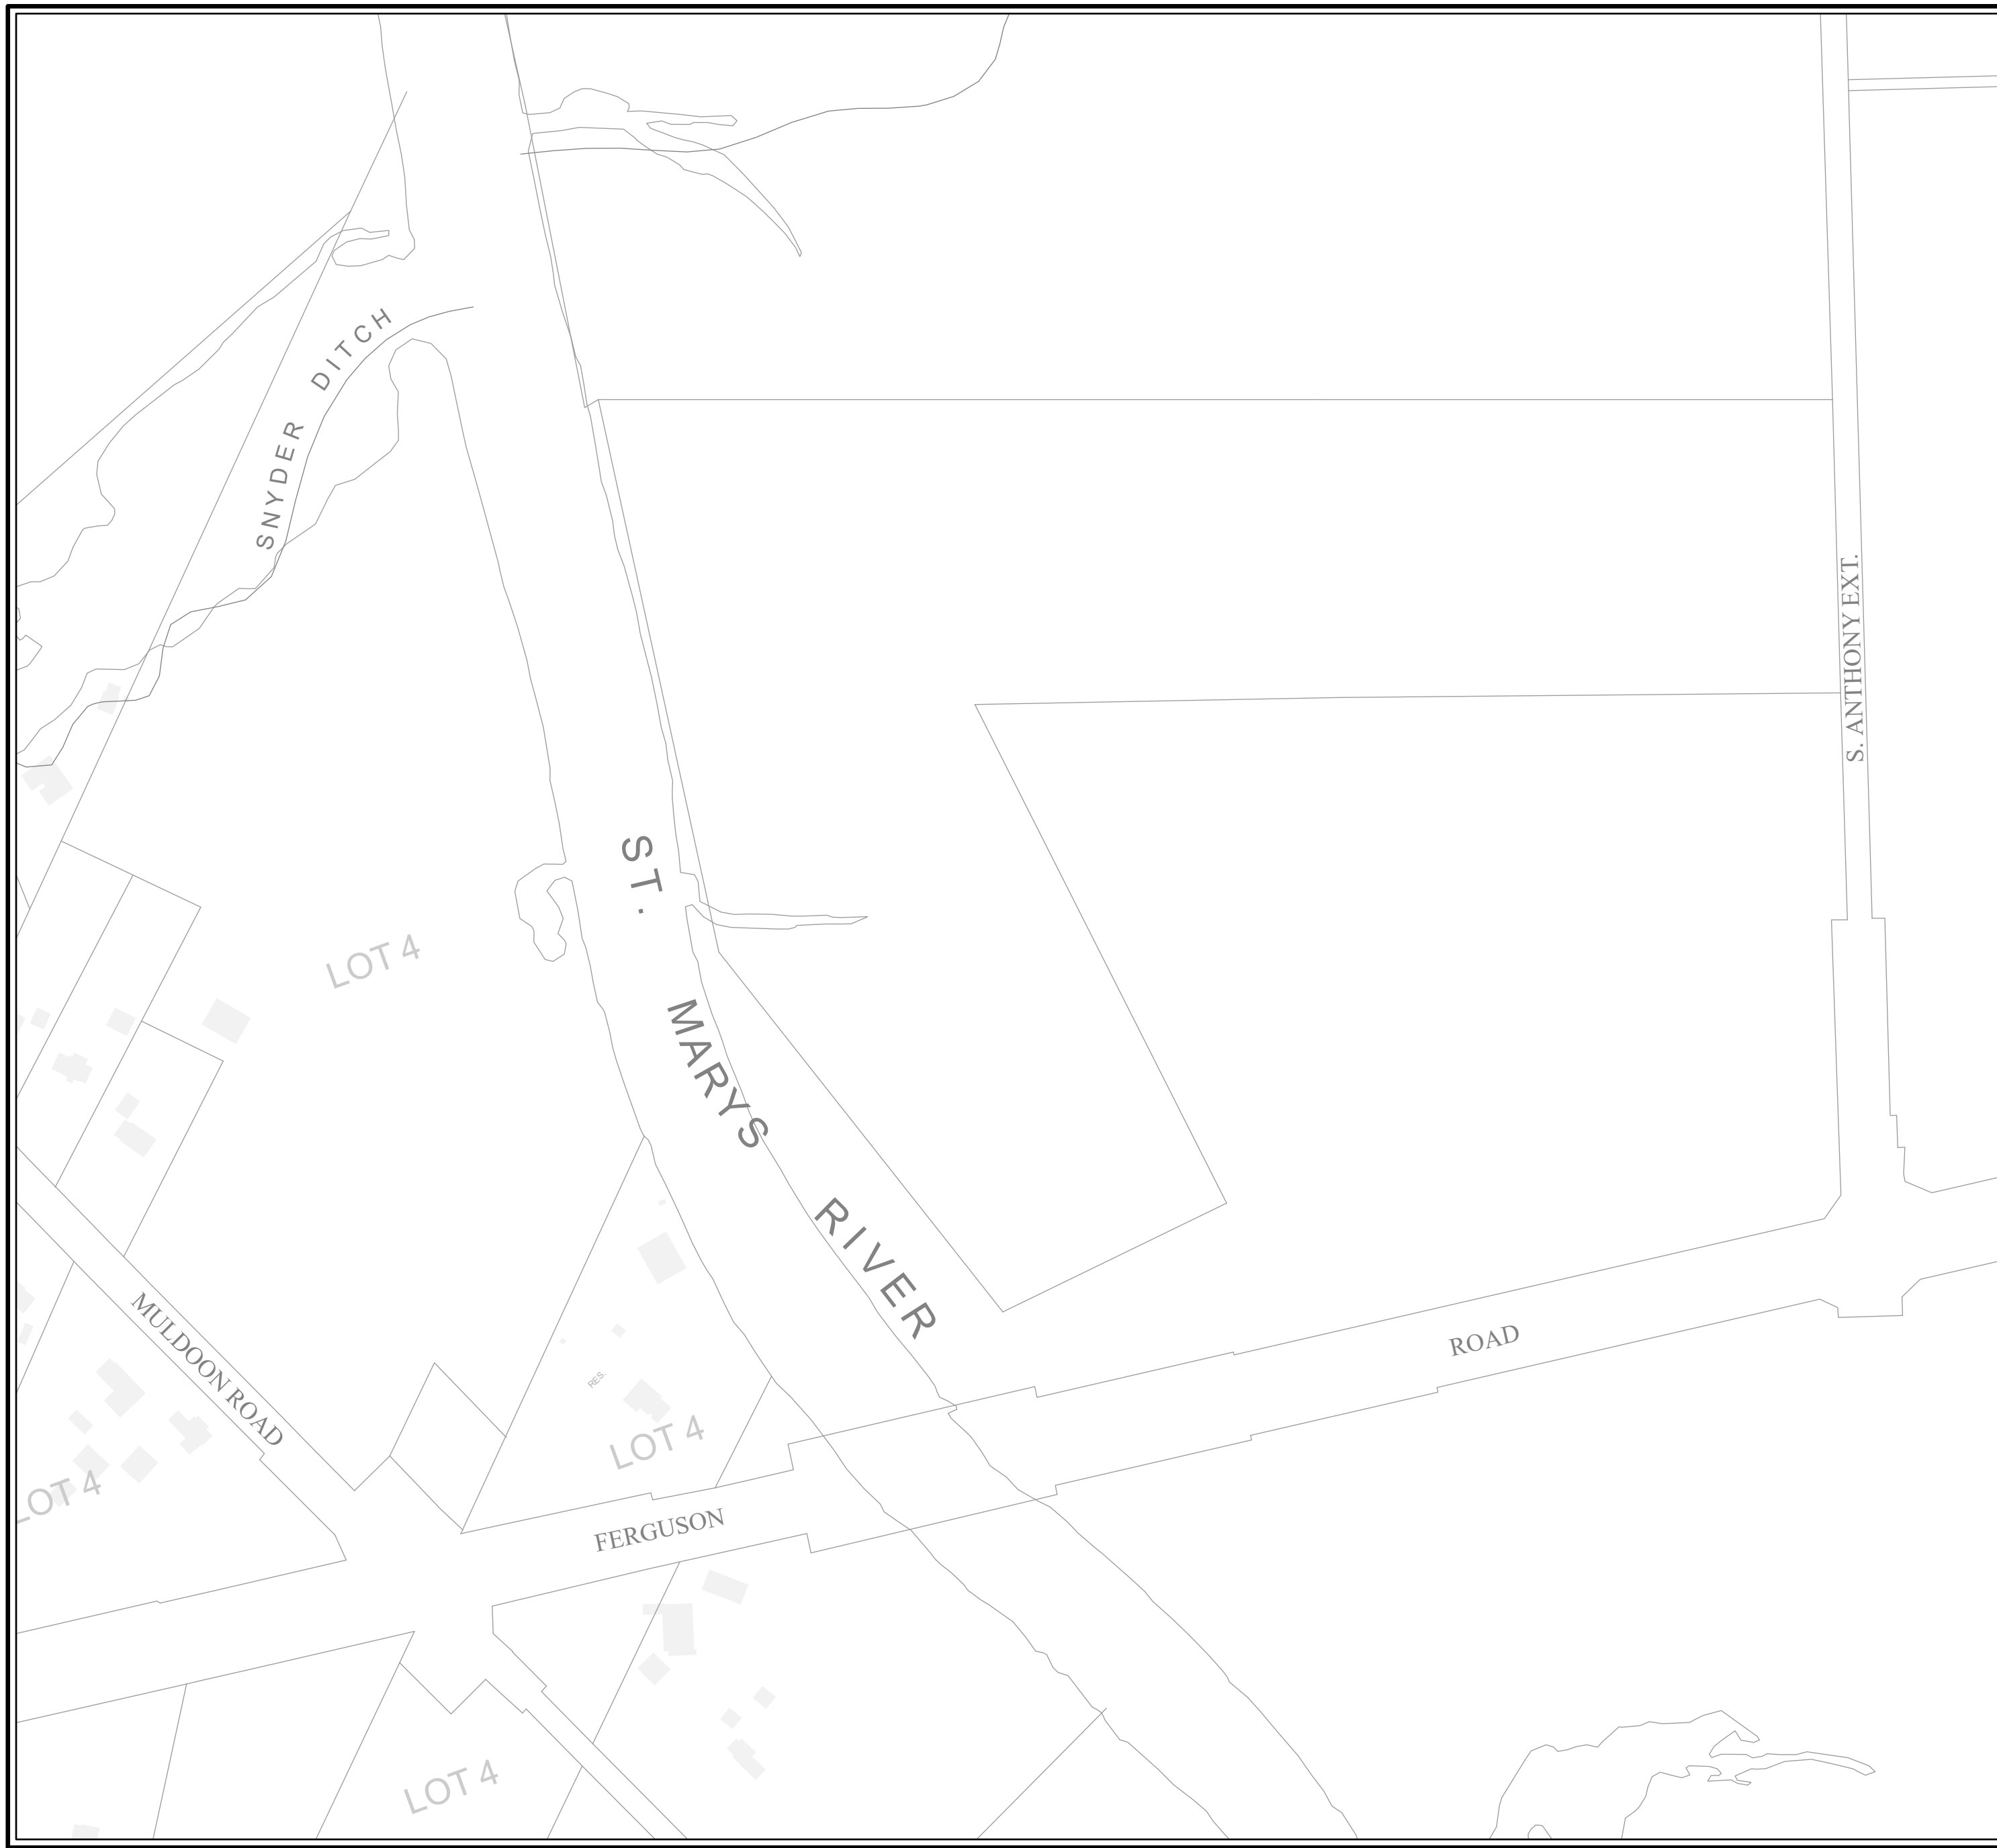 SNYDER DITCH
S. ANTHONY EXT.
ST. MARYS RIVER
LOT 4
MULDOON ROAD
RES.
LOT 4
LOT 4
FERGUSON ROAD
LOT 4